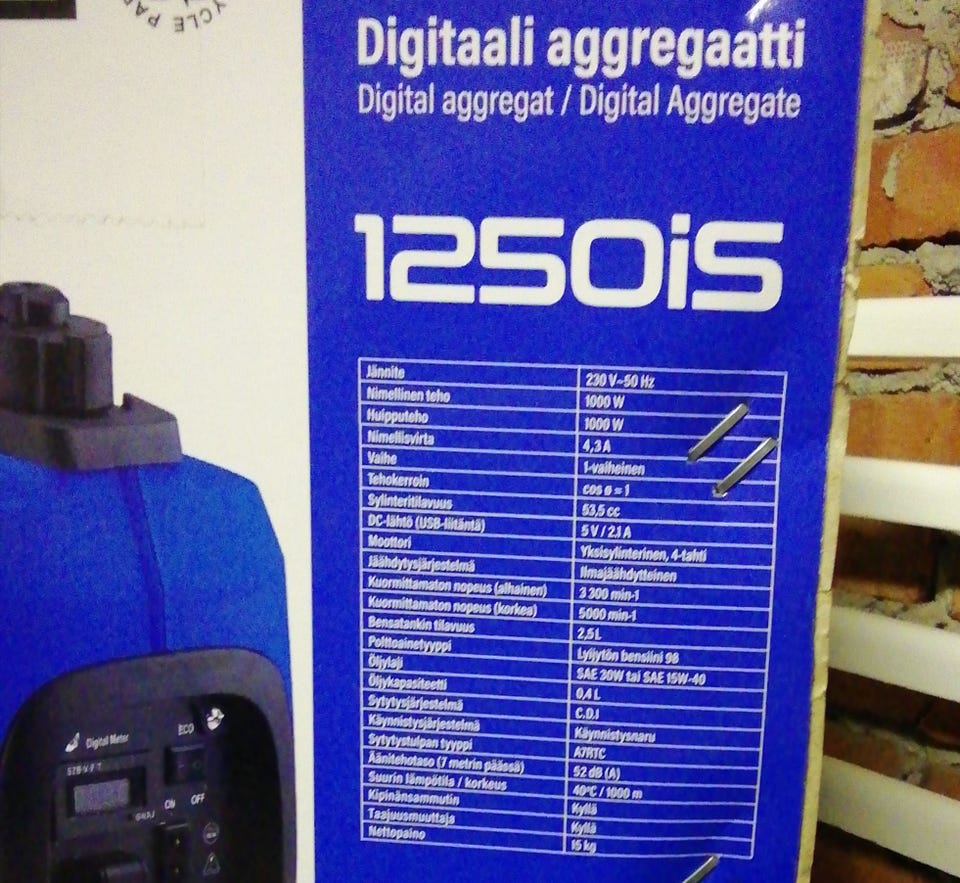 CYCLE PA
Digitaali aggregaatti
Digital aggregat / Digital Aggregate
1250iS
Jännite 230 V~50 Hz
Nimellinen teho 1000 W
Huipputeho 1000 W
Nimellisvirta 4,3 A
Vaihe 1-vaiheinen
Tehokerroin cos ø = 1
Sylinteritilavuus 53,5 cc
DC-lähtö (USB-liitäntä) 5 V / 2.1 A
Moottori Yksisylinterinen, 4-tahti
Jäähdytysjärjestelmä Ilmajäähdytteinen
Kuormittamaton nopeus (alhainen) 3 300 min-1
Kuormittamaton nopeus (korkea) 5000 min-1
Bensatankin tilavuus 2,5 L
Polttoainetyyppi Lyijytön bensiini 98
Öljylaji SAE 30W tai SAE 15W-40
Öljykapasiteetti 0,4 L
Sytytysjärjestelmä C.D.I
Käynnistysjärjestelmä Käynnistysnaru
Sytytystulpan tyyppi A7RTC
Äänitehotaso (7 metrin päässä) 52 dB (A)
Suurin lämpötila / korkeus 40°C / 1000 m
Kipinänsammutin Kyllä
Taajuusmuuttaja Kyllä
Nettopaino 15 kg
Digital Meter
ECO
ON OFF